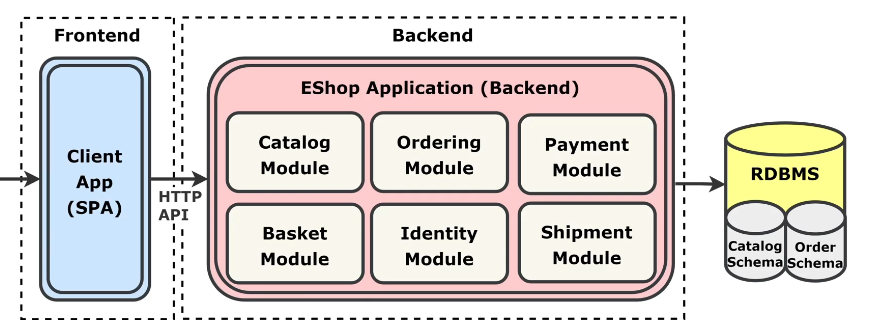 Frontend
Backend
Client
App
(SPA)
HTTP
API
EShop Application (Backend)
Catalog
Module
Ordering
Module
Payment
Module
Basket
Module
Identity
Module
Shipment
Module
RDBMS
Catalog
Schema
Order
Schema